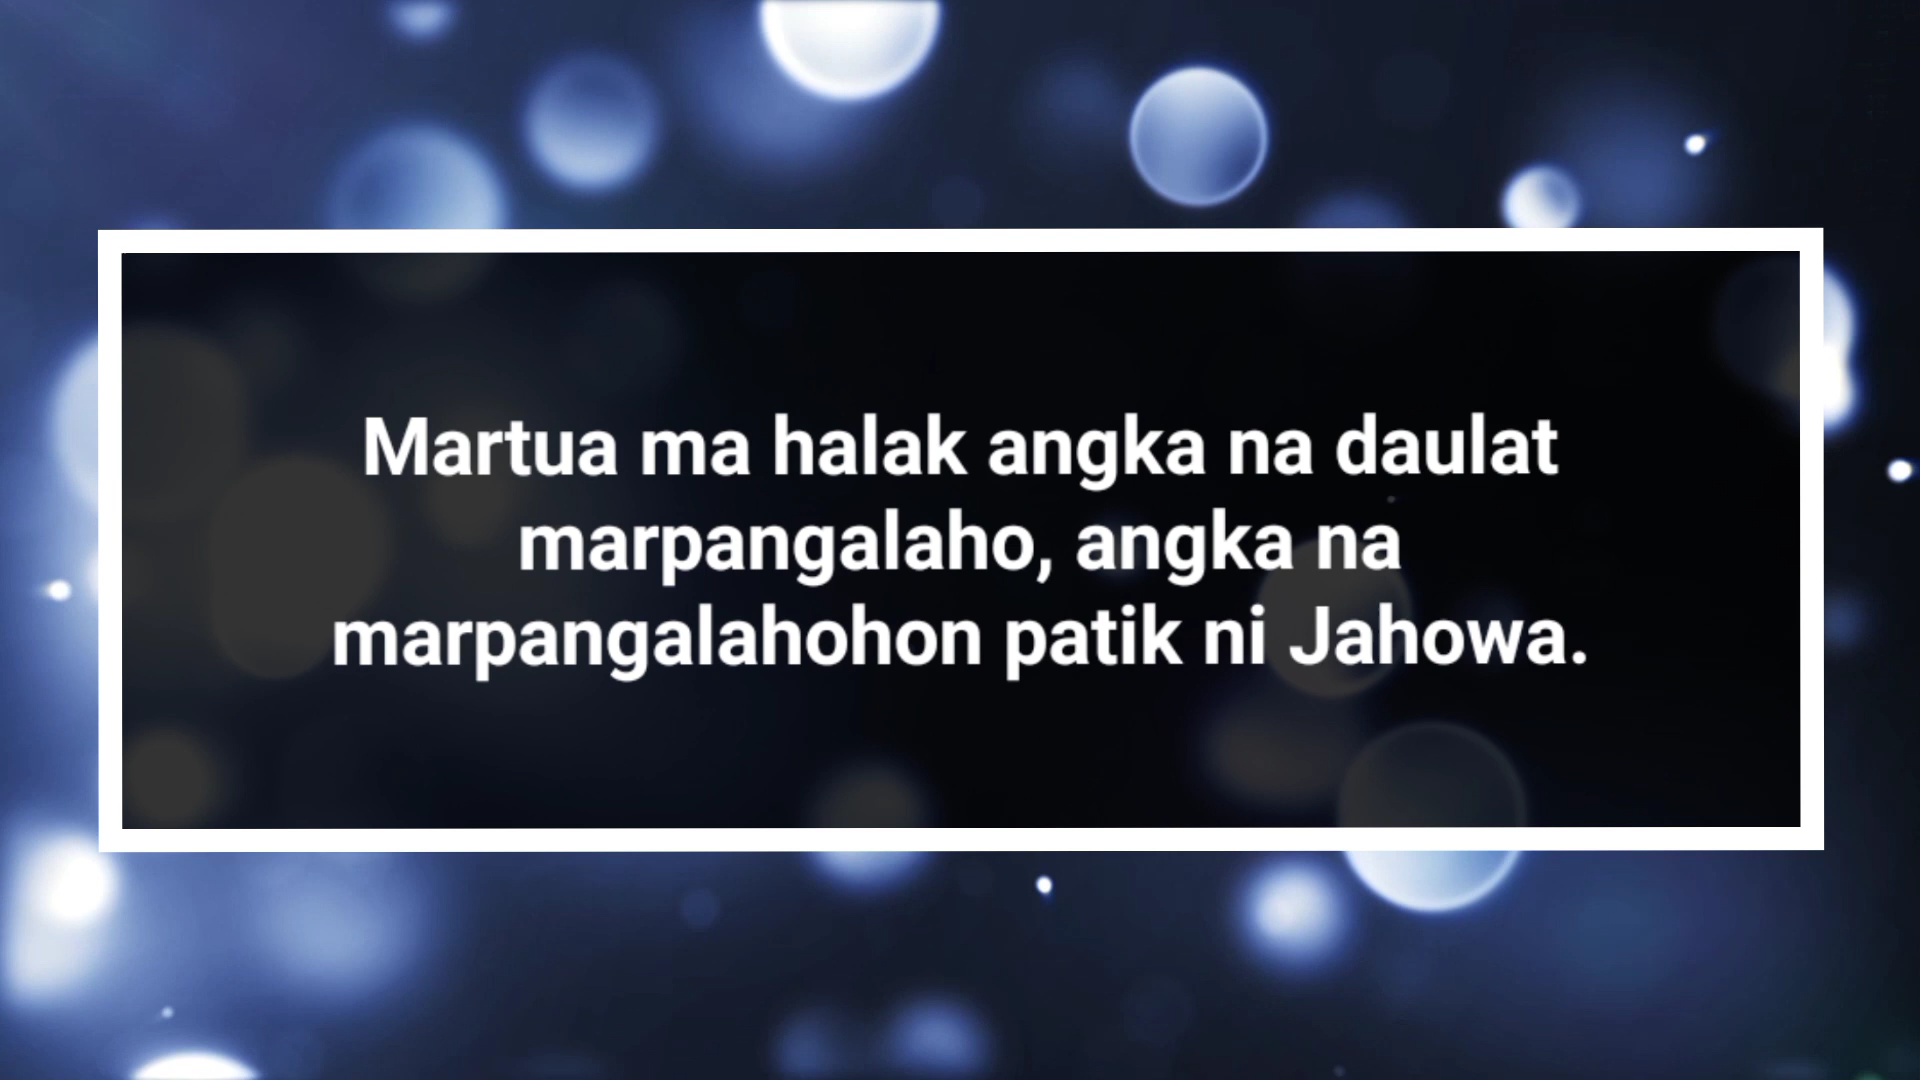 Martua ma halak angka na daulat
marpangalaho, angka na
marpangalahohon patik ni Jahowa.